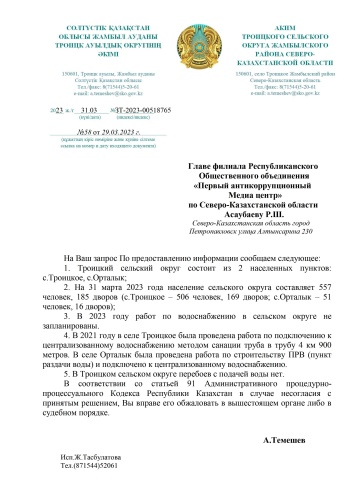 СОЛТҮСТІК ҚАЗАҚСТАН
ОБЛЫСЫ ЖАМБЫЛ АУДАНЫ
ТРОИЦК АУЫЛДЫҚ ОКРУГІНІҢ
ӘКІМІ
АКИМ
ТРОИЦКОГО СЕЛЬСКОГО
ОКРУГА ЖАМБЫЛСКОГО
РАЙОНА СЕВЕРО-
КАЗАХСТАНСКОЙ ОБЛАСТИ
150601, Троицк ауылы, Жамбыл ауданы
Солтүстік Қазақстан облысы
Тел./факс: 8(71544)5-20-61
e-mail: a.temeshev@sko.gov.kz
150601, село Троицкое Жамбылский район
Северо-Казахстанская область
Тел./факс: 8(71544)5-20-61
e-mail: a.temeshev@sko.gov.kz
2023 ж./г. 31.03 №ЗТ-2023-00518765
№58 от 29.03.2023 г.
(ссылка на номер и дату входящего документа)
Главе филиала Республиканского
Общественного объединения
«Первый антикоррупционный
Медиа центр»
по Северо-Казахстанской области
Асаубаеву Р.Ш.
Северо-Казахстанская область город
Петропавловск улица Алтынсарина 230
На Ваш запрос По предоставлению информации сообщаем следующее:
1. Троицкий сельский округ состоит из 2 населенных пунктов:
с.Троицкое, с.Орталык;
2. На 31 марта 2023 года население сельского округа составляет 557
человек, 185 дворов (с.Троицкое – 506 человек, 169 дворов; с.Орталык – 51
человек, 16 дворов);
3. В 2023 году работ по водоснабжению в сельском округе не
запланированы.
4. В 2021 году в селе Троицкое была проведена работа по подключению к
централизованному водоснабжению методом санации труба в трубу 4 км 900
метров. В селе Орталык была проведена работа по строительству ПРВ (пункт
раздачи воды) и подключено к централизованному водоснабжению.
5. В Троицком сельском округе перебоев с подачей воды нет.
В соответствии со статьей 91 Административного процедурно-
процессуального Кодекса Республики Казахстан в случае несогласия с
принятым решением, Вы вправе его обжаловать в вышестоящем органе либо в
судебном порядке.
А.Темешев
Исп.Ж.Тасбулатова
Тел.(871544)52061